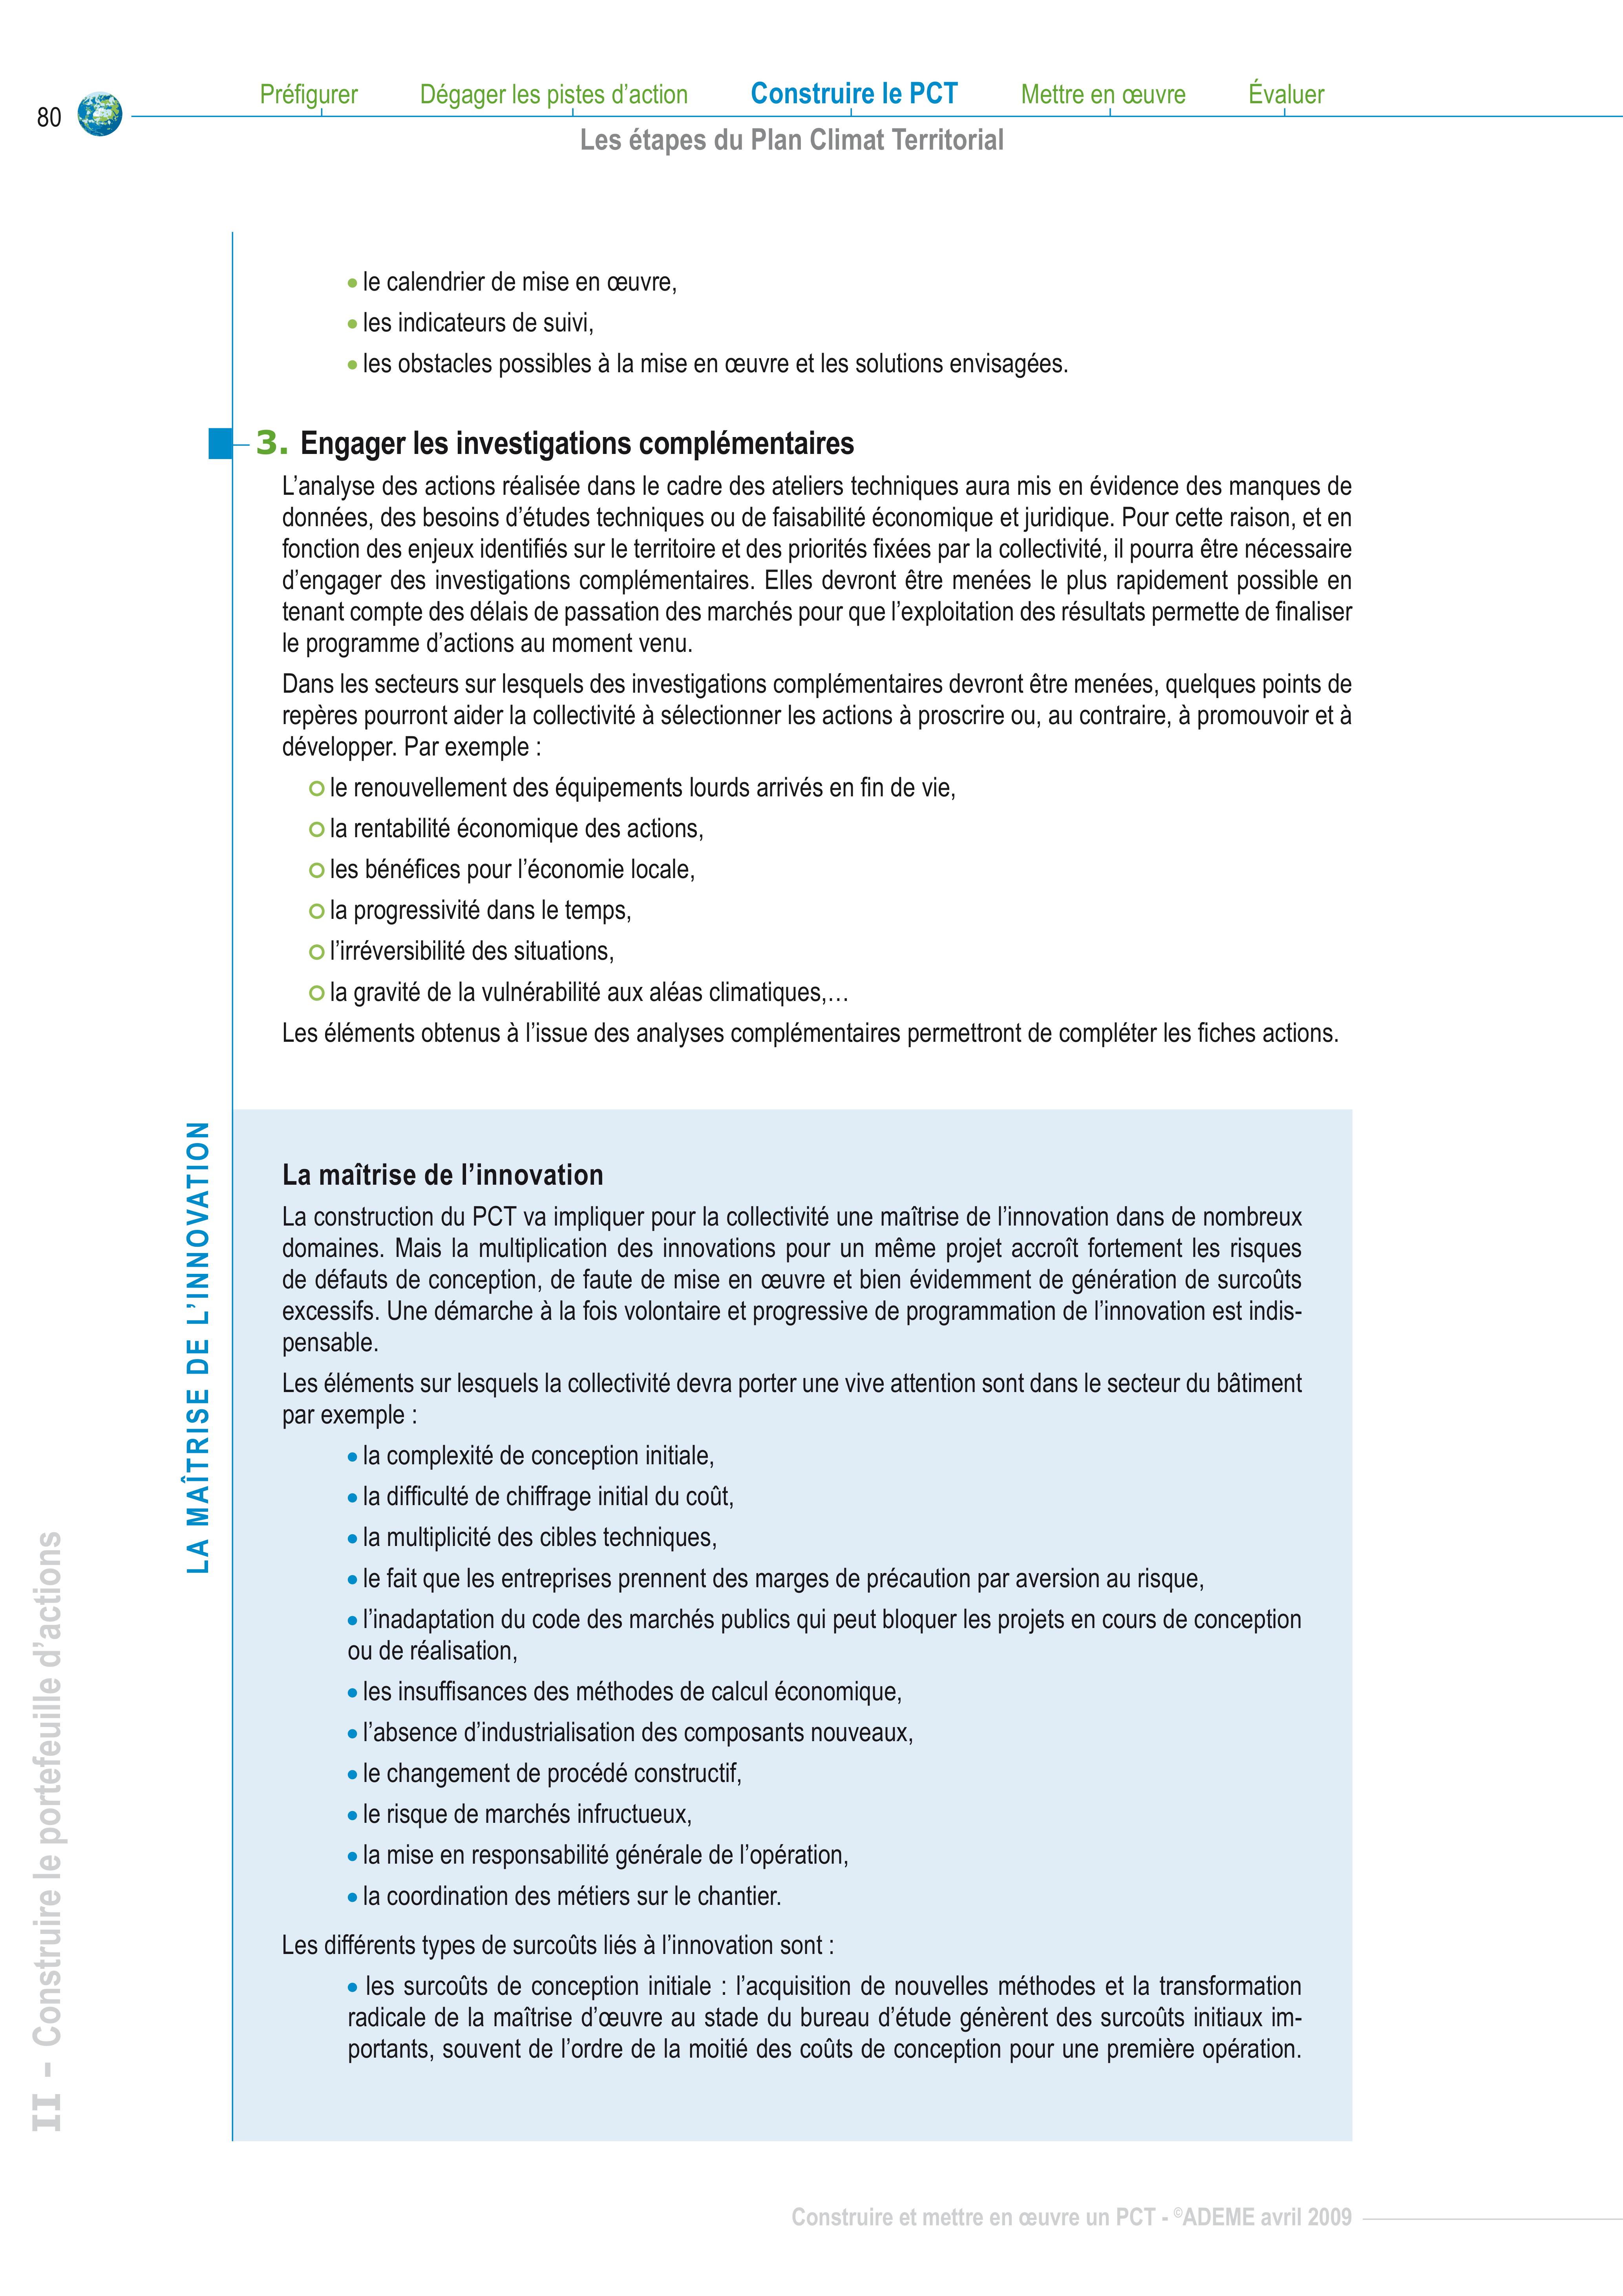 80
Préfigurer Dégager les pistes d’action Construire le PCT Mettre en œuvre Évaluer
Les étapes du Plan Climat Territorial
• le calendrier de mise en œuvre,
• les indicateurs de suivi,
• les obstacles possibles à la mise en œuvre et les solutions envisagées.
3. Engager les investigations complémentaires
L’analyse des actions réalisée dans le cadre des ateliers techniques aura mis en évidence des manques de
données, des besoins d’études techniques ou de faisabilité économique et juridique. Pour cette raison, et en
fonction des enjeux identifiés sur le territoire et des priorités fixées par la collectivité, il pourra être nécessaire
d’engager des investigations complémentaires. Elles devront être menées le plus rapidement possible en
tenant compte des délais de passation des marchés pour que l’exploitation des résultats permette de finaliser
le programme d’actions au moment venu.
Dans les secteurs sur lesquels des investigations complémentaires devront être menées, quelques points de
repères pourront aider la collectivité à sélectionner les actions à proscrire ou, au contraire, à promouvoir et à
développer. Par exemple :
○ le renouvellement des équipements lourds arrivés en fin de vie,
○ la rentabilité économique des actions,
○ les bénéfices pour l’économie locale,
○ la progressivité dans le temps,
○ l’irréversibilité des situations,
○ la gravité de la vulnérabilité aux aléas climatiques,…
Les éléments obtenus à l’issue des analyses complémentaires permettront de compléter les fiches actions.
LA MAÎTRISE DE L’INNOVATION
La maîtrise de l’innovation
La construction du PCT va impliquer pour la collectivité une maîtrise de l’innovation dans de nombreux
domaines. Mais la multiplication des innovations pour un même projet accroît fortement les risques
de défauts de conception, de faute de mise en œuvre et bien évidemment de génération de surcoûts
excessifs. Une démarche à la fois volontaire et progressive de programmation de l’innovation est indis-
pensable.
Les éléments sur lesquels la collectivité devra porter une vive attention sont dans le secteur du bâtiment
par exemple :
• la complexité de conception initiale,
• la difficulté de chiffrage initial du coût,
• la multiplicité des cibles techniques,
• le fait que les entreprises prennent des marges de précaution par aversion au risque,
• l’inadaptation du code des marchés publics qui peut bloquer les projets en cours de conception
ou de réalisation,
• les insuffisances des méthodes de calcul économique,
• l’absence d’industrialisation des composants nouveaux,
• le changement de procédé constructif,
• le risque de marchés infructueux,
• la mise en responsabilité générale de l’opération,
• la coordination des métiers sur le chantier.
Les différents types de surcoûts liés à l’innovation sont :
• les surcoûts de conception initiale : l’acquisition de nouvelles méthodes et la transformation
radicale de la maîtrise d’œuvre au stade du bureau d’étude génèrent des surcoûts initiaux im-
portants, souvent de l’ordre de la moitié des coûts de conception pour une première opération.
II - Construire le portefeuille d’actions
Construire et mettre en œuvre un PCT - ©ADEME avril 2009